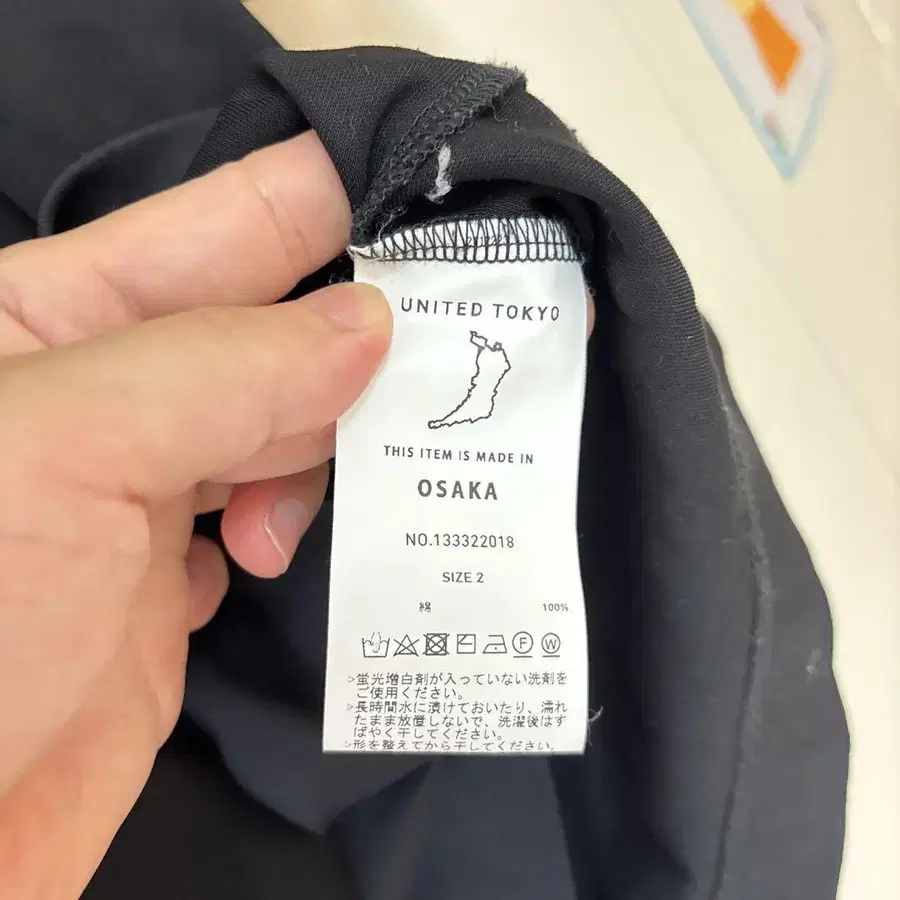 UNITED TOKYO
THIS ITEM IS MADE IN
OSAKA
NO.133322018
SIZE 2
綿 100%
F W
▷蛍光増白剤が入っていない洗剤を
ご使用ください。
▷長時間水に漬けておいたり、濡れ
たまま放置しないで、洗濯後はす
ばやく干してください。
▷形を整えてから干してください。